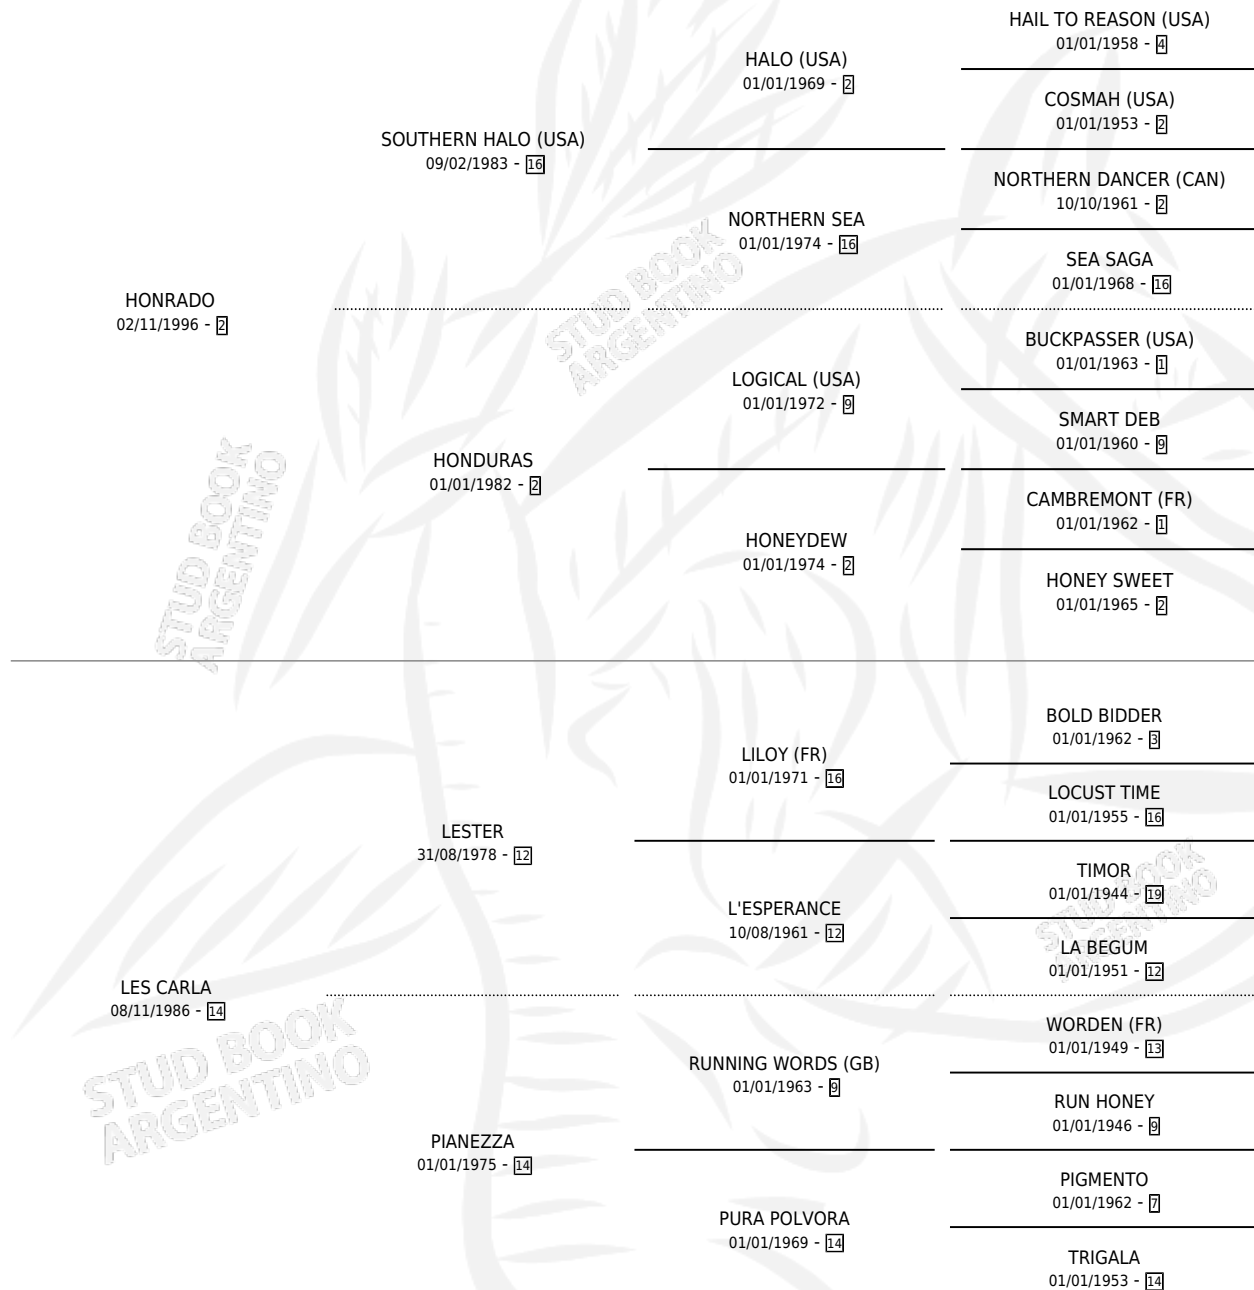 HAIL TO REASON (USA)
01/01/1958 - 4
HALO (USA)
01/01/1969 - 2
COSMAH (USA)
01/01/1953 - 2
SOUTHERN HALO (USA)
09/02/1983 - 16
NORTHERN DANCER (CAN)
10/10/1961 - 2
NORTHERN SEA
01/01/1974 - 16
SEA SAGA
01/01/1968 - 16
HONRADO
02/11/1996 - 2
BUCKPASSER (USA)
01/01/1963 - 1
LOGICAL (USA)
01/01/1972 - 9
SMART DEB
01/01/1960 - 9
HONDURAS
01/01/1982 - 2
CAMBREMONT (FR)
01/01/1962 - 1
HONEYDEW
01/01/1974 - 2
HONEY SWEET
01/01/1965 - 2
BOLD BIDDER
01/01/1962 - 3
LILOY (FR)
01/01/1971 - 16
LOCUST TIME
01/01/1955 - 16
LESTER
31/08/1978 - 12
TIMOR
01/01/1944 - 19
L'ESPERANCE
10/08/1961 - 12
LA BEGUM
01/01/1951 - 12
LES CARLA
08/11/1986 - 14
WORDEN (FR)
01/01/1949 - 13
RUNNING WORDS (GB)
01/01/1963 - 9
RUN HONEY
01/01/1946 - 9
PIANEZZA
01/01/1975 - 14
PIGMENTO
01/01/1962 - 7
PURA POLVORA
01/01/1969 - 14
TRIGALA
01/01/1953 - 14
STUD BOOK
ARGENTINO
STUD BOOK
ARGENTINO
STUD BOOK
ARGENTINO
STUD BOOK
ARGENTINO